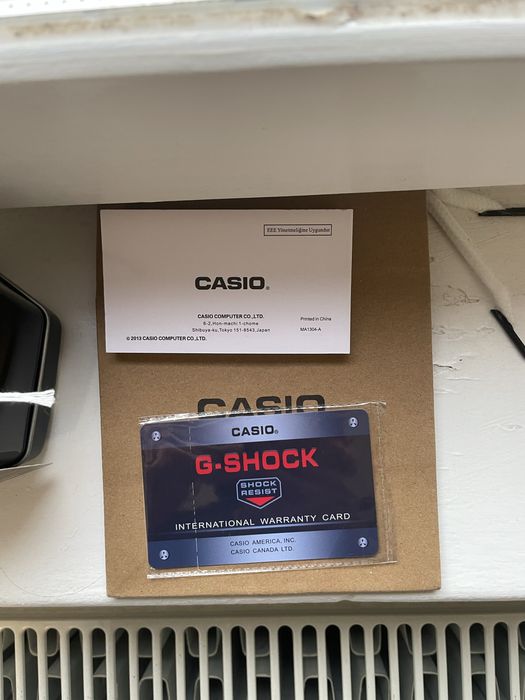 EEE Yönetmeliğine Uygundur
CASIO®
CASIO COMPUTER CO.,LTD.
6-2, Hon-machi 1-chome
Shibuya-ku, Tokyo 151-8543, Japan
Printed in China
MA1304-A
© 2013 CASIO COMPUTER CO.,LTD.
CASIO
CASIO®
G-SHOCK
SHOCK
RESIST
INTERNATIONAL WARRANTY CARD
CASIO AMERICA, INC.
CASIO CANADA LTD.